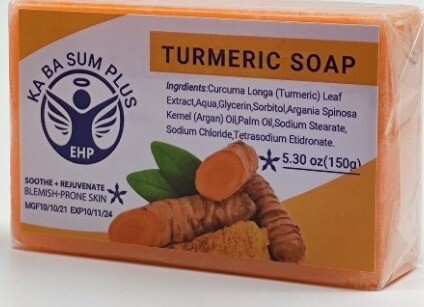 KA BA SUM PLUS
EHP
SOOTHE + REJUVENATE
BLEMISH-PRONE SKIN
MGF10/10/21 EXP10/11/24
TURMERIC SOAP
Ingrdients:Curcuma Longa (Turmeric) Leaf
Extract,Aqua,Glycerin,Sorbitol,Argania Spinosa
Kernel (Argan) Oil,Palm Oil,Sodium Stearate,
Sodium Chloride,Tetrasodium Etidronate.
5.30 oz(150g)